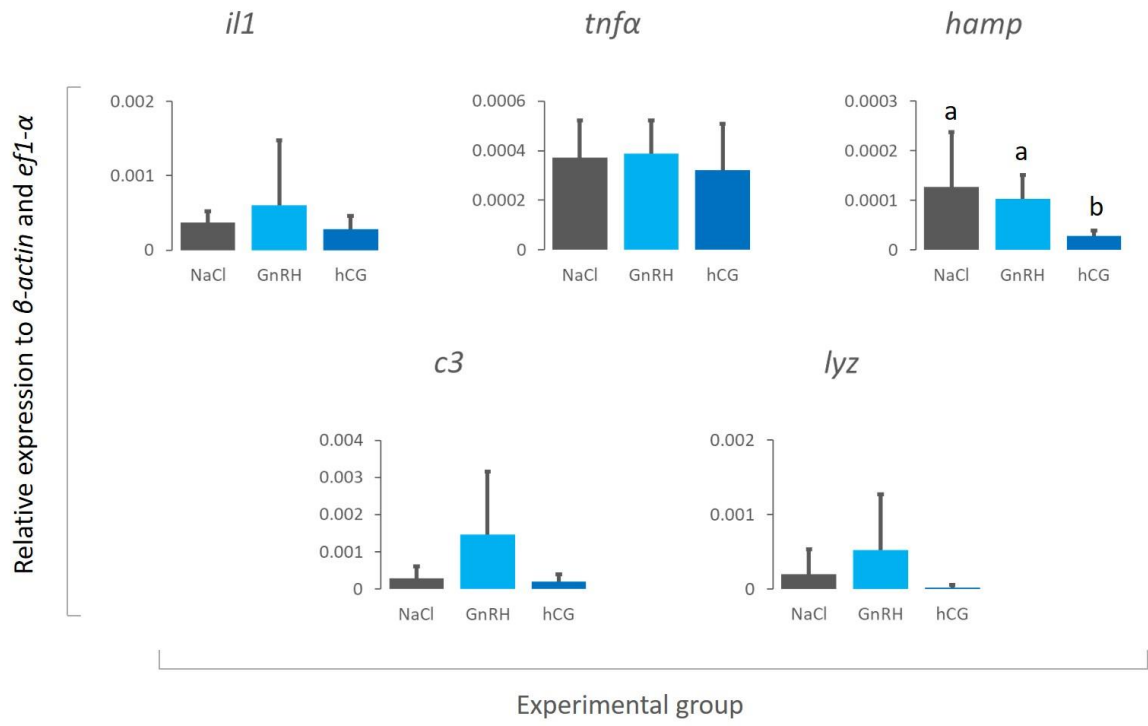 il1
tnfα
hamp
0.002
0.001
0
NaCl
GnRH
hCG
0.0006
0.0004
0.0002
0
NaCl
GnRH
hCG
0.0003
0.0002
0.0001
0
a
a
b
NaCl
GnRH
hCG
Relative expression to β-actin and ef1-α
c3
lyz
0.004
0.003
0.002
0.001
0
NaCl
GnRH
hCG
0.002
0.001
0
NaCl
GnRH
hCG
Experimental group